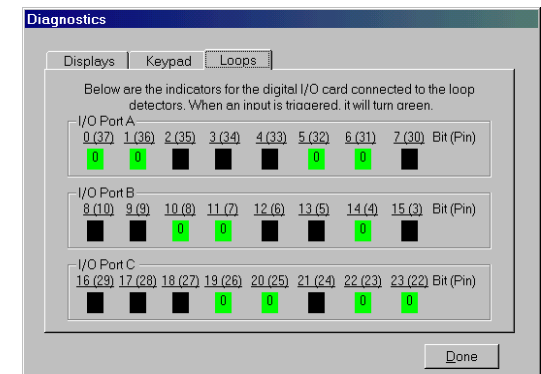 Diagnostics
Displays Keypad Loops
Below are the indicators for the digital I/O card connected to the loop
detectors. When an input is triggered, it will turn green.
I/O Port A
0 (37) 1 (36) 2 (35) 3 (34) 4 (33) 5 (32) 6 (31) 7 (30) Bit (Pin)
0 0 0 0
I/O Port B
8 (10) 9 (9) 10 (8) 11 (7) 12 (6) 13 (5) 14 (4) 15 (3) Bit (Pin)
0 0 0
I/O Port C
16 (29) 17 (28) 18 (27) 19 (26) 20 (25) 21 (24) 22 (23) 23 (22) Bit (Pin)
0 0 0 0
Done